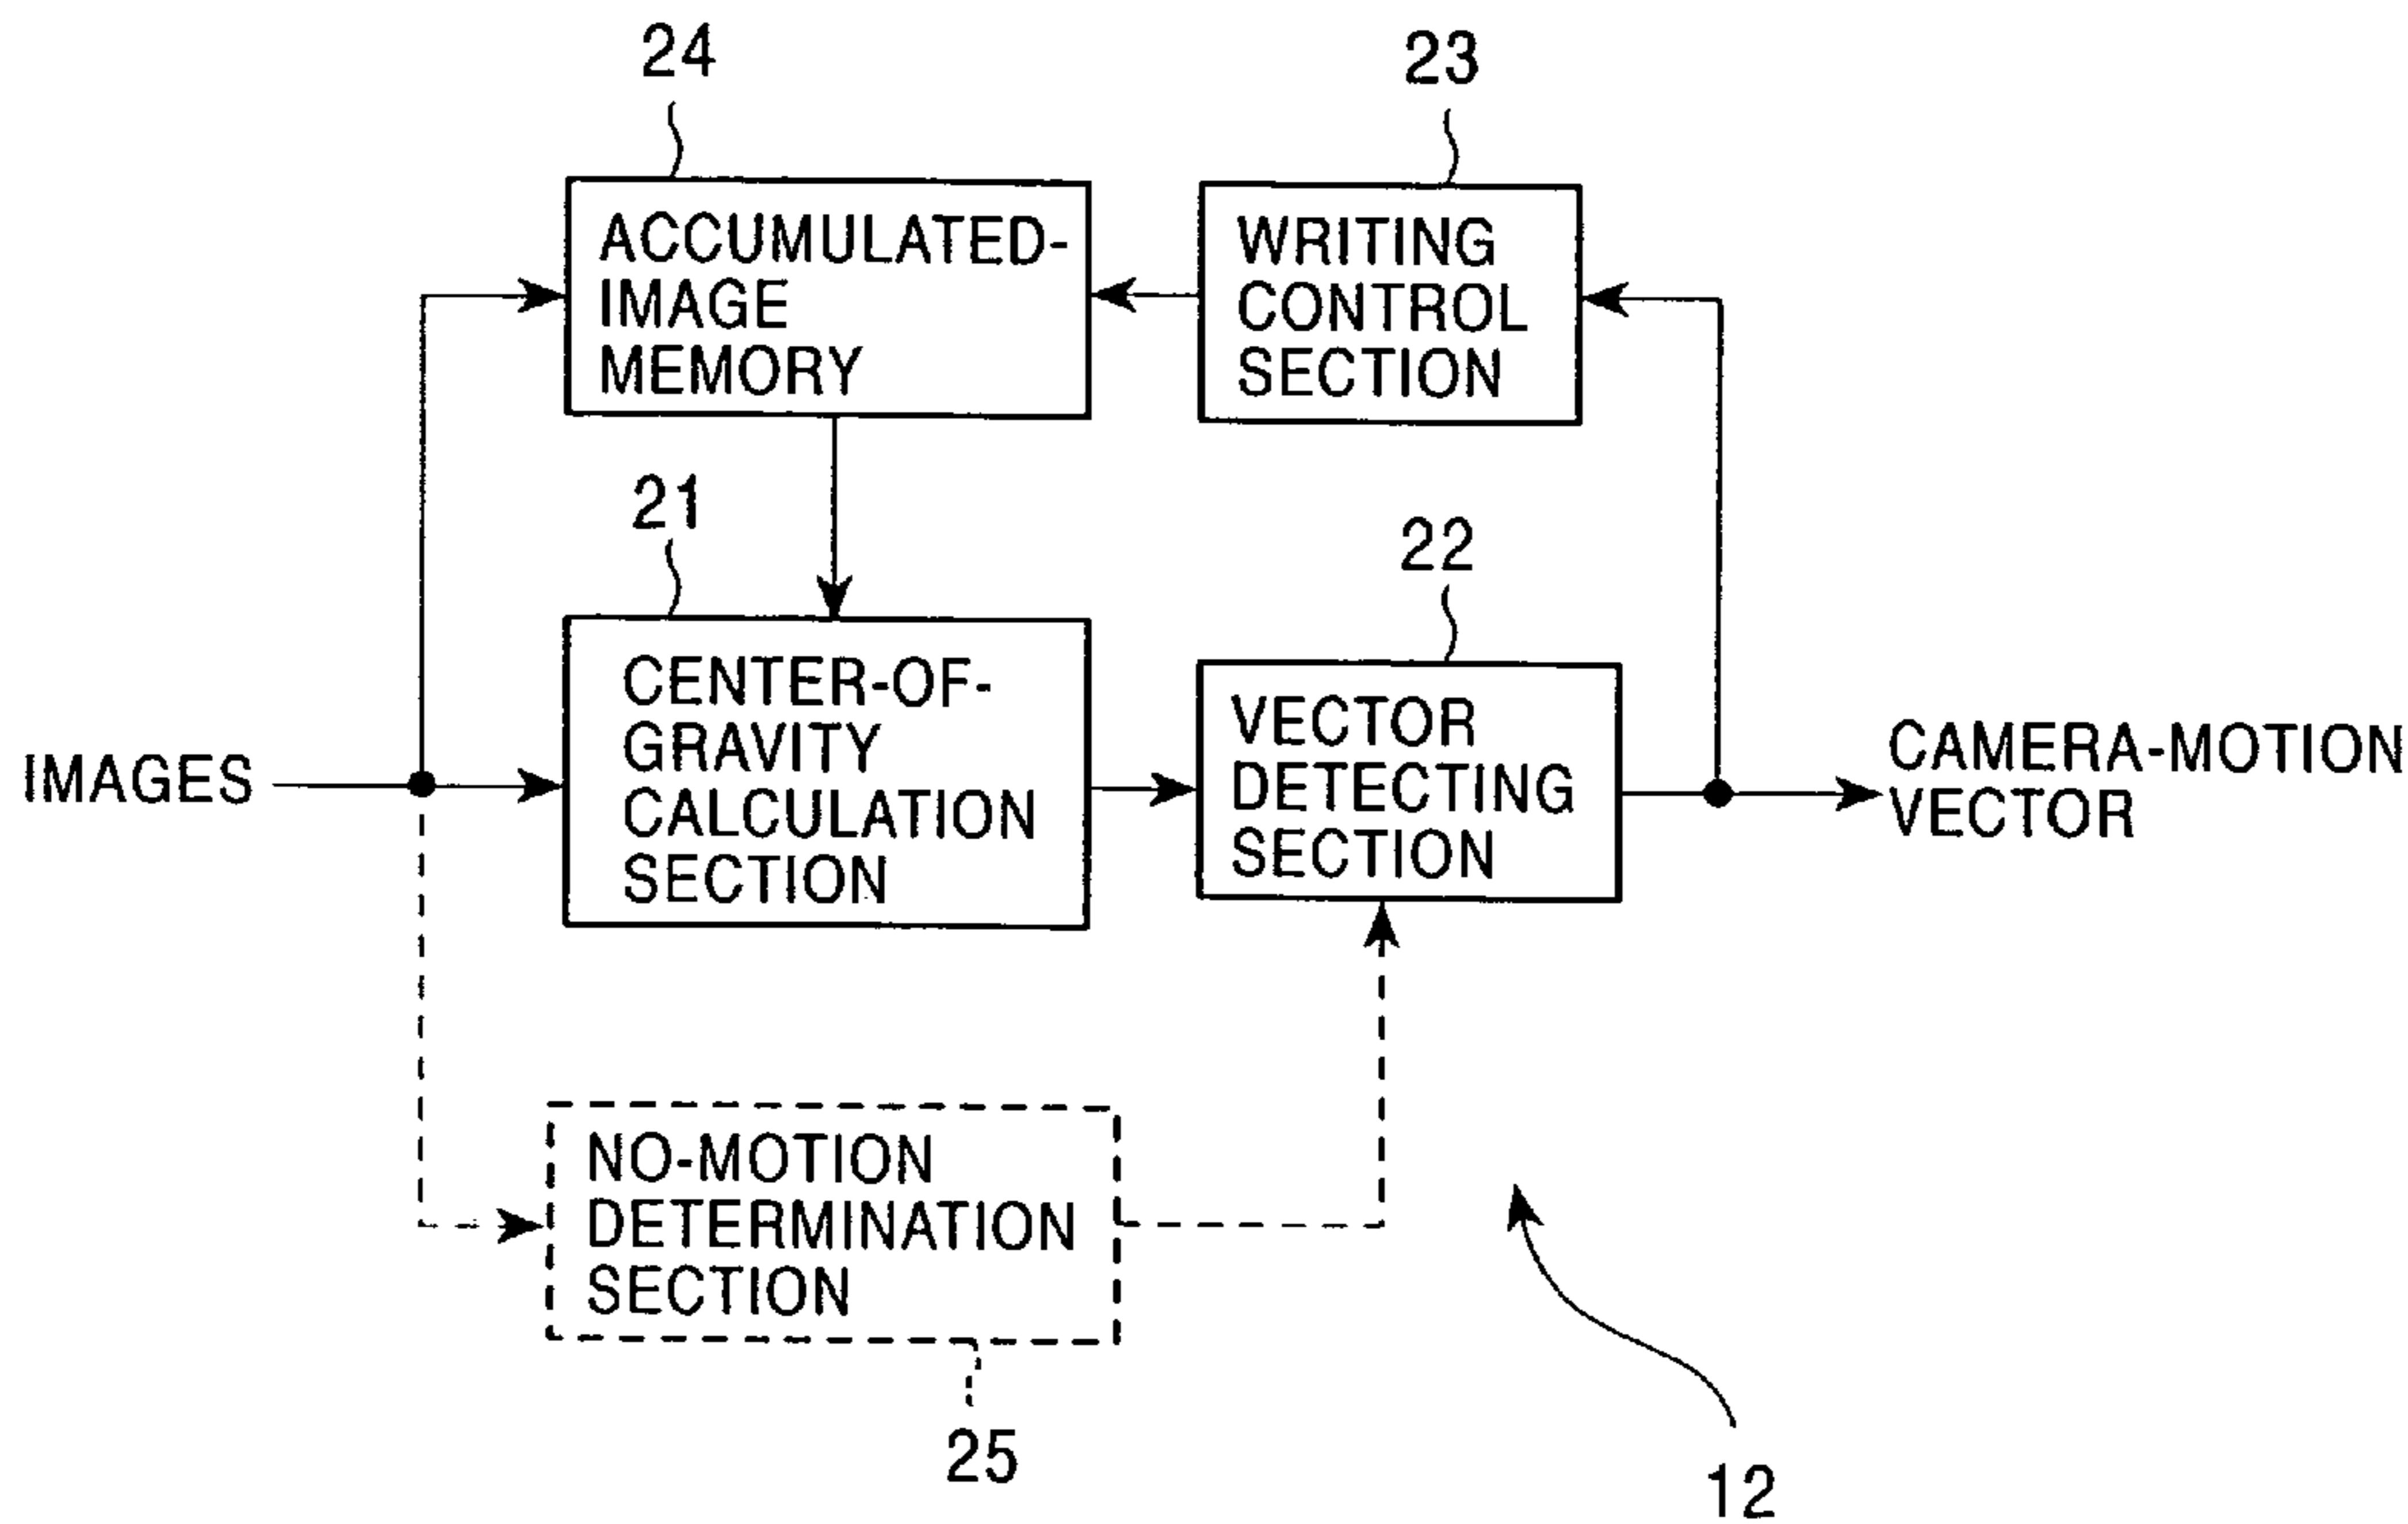 24
23
ACCUMULATED-
IMAGE
MEMORY
WRITING
CONTROL
SECTION
21
22
CENTER-OF-
GRAVITY
CALCULATION
SECTION
VECTOR
DETECTING
SECTION
IMAGES
CAMERA-MOTION
VECTOR
NO-MOTION
DETERMINATION
SECTION
25
12